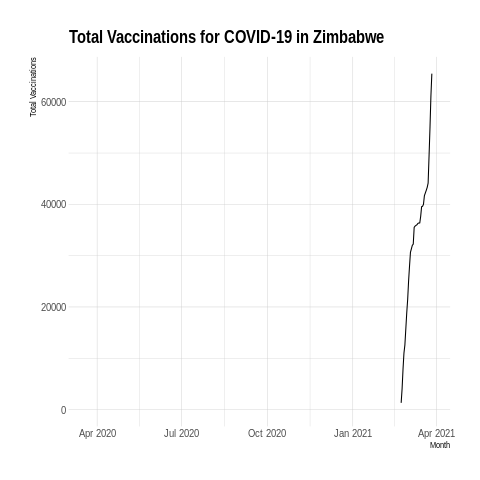 Total Vaccinations for COVID-19 in Zimbabwe
Total Vaccinations
60000
40000
20000
0
Apr 2020 Jul 2020 Oct 2020 Jan 2021 Apr 2021
Month